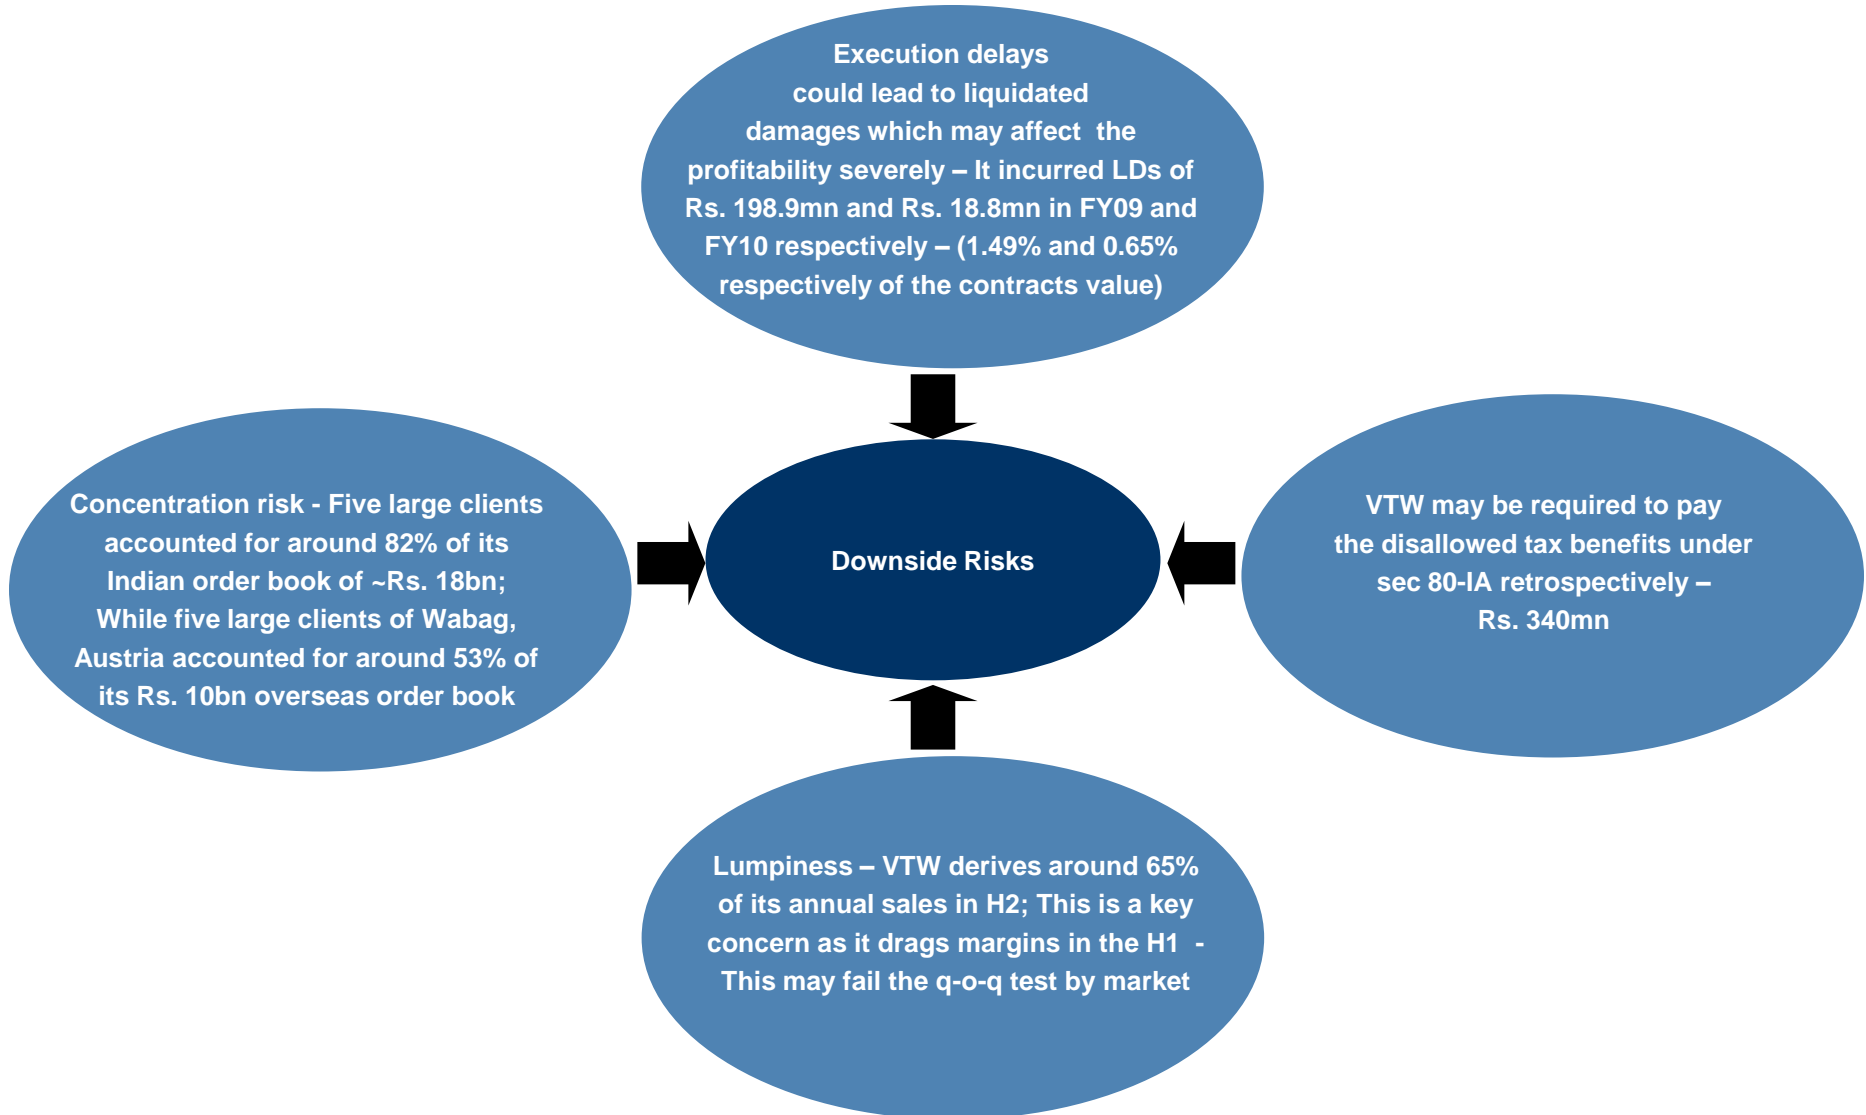 Execution delays
could lead to liquidated
damages which may affect the
profitability severely – It incurred LDs of
Rs. 198.9mn and Rs. 18.8mn in FY09 and
FY10 respectively – (1.49% and 0.65%
respectively of the contracts value)
Concentration risk - Five large clients
accounted for around 82% of its
Indian order book of ~Rs. 18bn;
While five large clients of Wabag,
Austria accounted for around 53% of
its Rs. 10bn overseas order book
Downside Risks
VTW may be required to pay
the disallowed tax benefits under
sec 80-IA retrospectively –
Rs. 340mn
Lumpiness – VTW derives around 65%
of its annual sales in H2; This is a key
concern as it drags margins in the H1 -
This may fail the q-o-q test by market